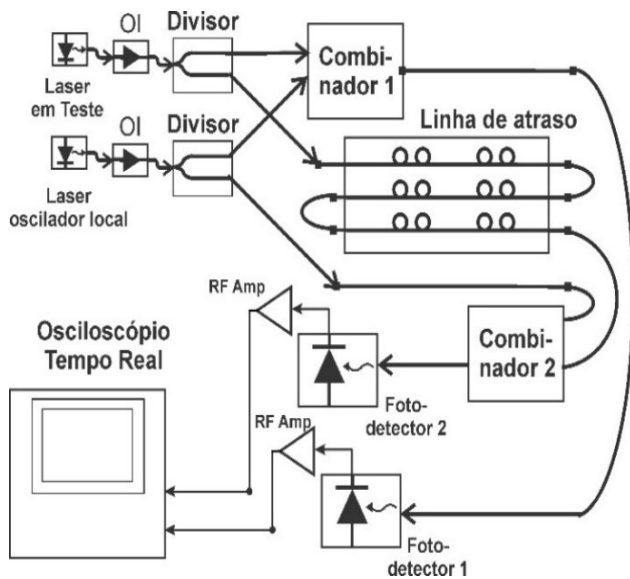 OI
Divisor
Laser
em Teste
OI
Divisor
Laser
oscilador local
Combi-
nador 1
Linha de atraso
RF Amp
Osciloscópio
Tempo Real
Combi-
nador 2
Foto-
detector 2
RF Amp
Foto-
detector 1